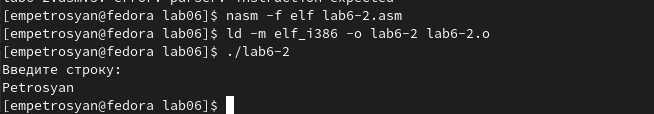 lab6-2.asm:5: error: parser: instruction expected
[empetrosyan@fedora lab06]$ nasm -f elf lab6-2.asm
[empetrosyan@fedora lab06]$ ld -m elf_i386 -o lab6-2 lab6-2.o
[empetrosyan@fedora lab06]$ ./lab6-2
Введите строку:
Petrosyan
[empetrosyan@fedora lab06]$